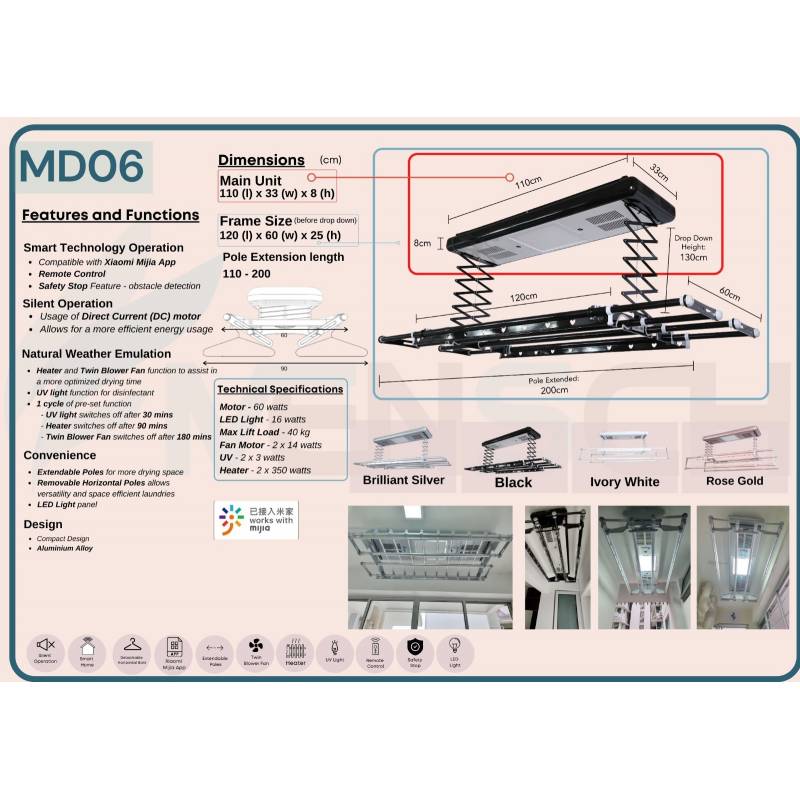 MD06
Features and Functions
Smart Technology Operation
• Compatible with Xiaomi Mijia App
• Remote Control
• Safety Stop Feature - obstacle detection
Silent Operation
• Usage of Direct Current (DC) motor
• Allows for a more efficient energy usage
Natural Weather Emulation
• Heater and Twin Blower Fan function to assist in
a more optimized drying time
• UV light function for disinfectant
• 1 cycle of pre-set function
- UV light switches off after 30 mins
- Heater switches off after 90 mins
- Twin Blower Fan switches off after 180 mins
Convenience
• Extendable Poles for more drying space
• Removable Horizontal Poles allows
versatility and space efficient laundries
• LED Light panel
Design
• Compact Design
• Aluminium Alloy
Dimensions (cm)
Main Unit
110 (l) x 33 (w) x 8 (h)
Frame Size (before drop down)
120 (l) x 60 (w) x 25 (h)
Pole Extension length
110 - 200
60
90
Technical Specifications
Motor - 60 watts
LED Light - 16 watts
Max Lift Load - 40 kg
Fan Motor - 2 x 14 watts
UV - 2 x 3 watts
Heater - 2 x 350 watts
UV
已接入米家
works with
mijia
110cm
33cm
8cm
Drop Down
Height:
130cm
120cm
60cm
Pole Extended:
200cm
Brilliant Silver
Black
Ivory White
Rose Gold
Silent
Operation
Smart
Home
Detachable
Horizontal Bars
APP
Xiaomi
Mijia App
Extendable
Poles
Twin
Blower Fan
Heater
UV Light
Remote
Control
Safety
Stop
LED
Light